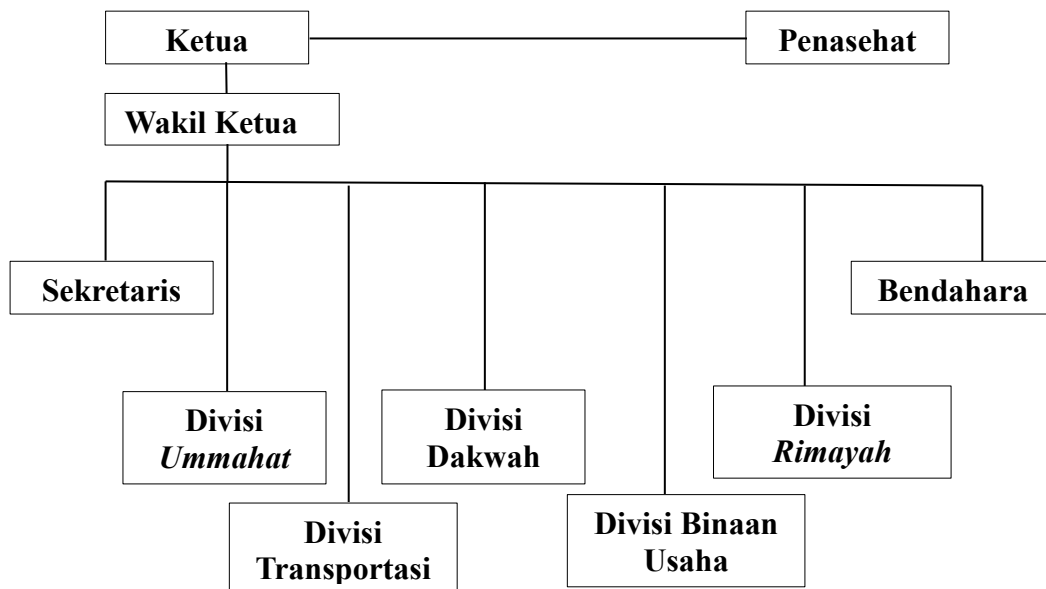 Ketua
Penasehat
Wakil Ketua
Sekretaris
Bendahara
Divisi
Ummahat
Divisi
Dakwah
Divisi
Rimayah
Divisi
Transportasi
Divisi Binaan
Usaha